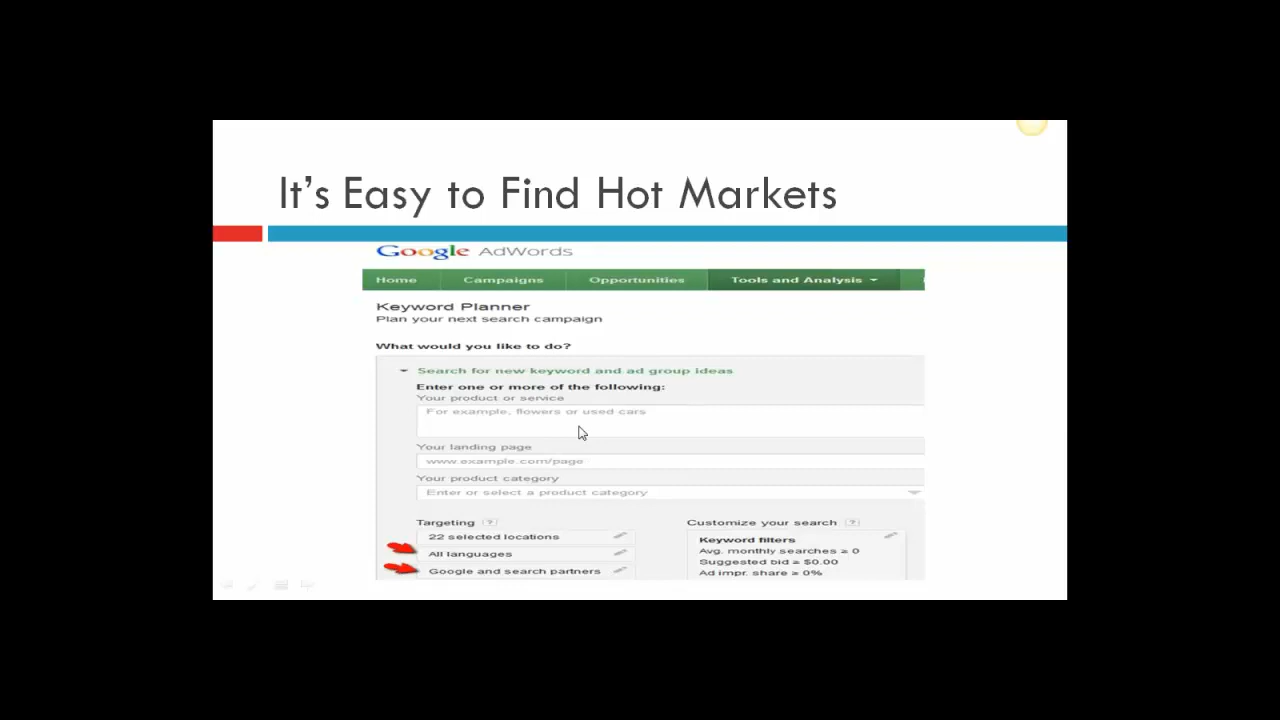 It's Easy to Find Hot Markets
Google AdWords
Home Campaigns Opportunities Tools and Analysis
Keyword Planner
Plan your next search campaign
What would you like to do?
Search for new keyword and ad group ideas
Enter one or more of the following:
Your product or service
For example, flowers or used cars
Your landing page
www.example.com/page
Your product category
Enter or select a product category
Targeting ? Customize your search ?
22 selected locations
Keyword filters
All languages
Avg. monthly searches ≥ 0
Suggested bid ≥ $0.00
Google and search partners
Ad impr. share ≥ 0%